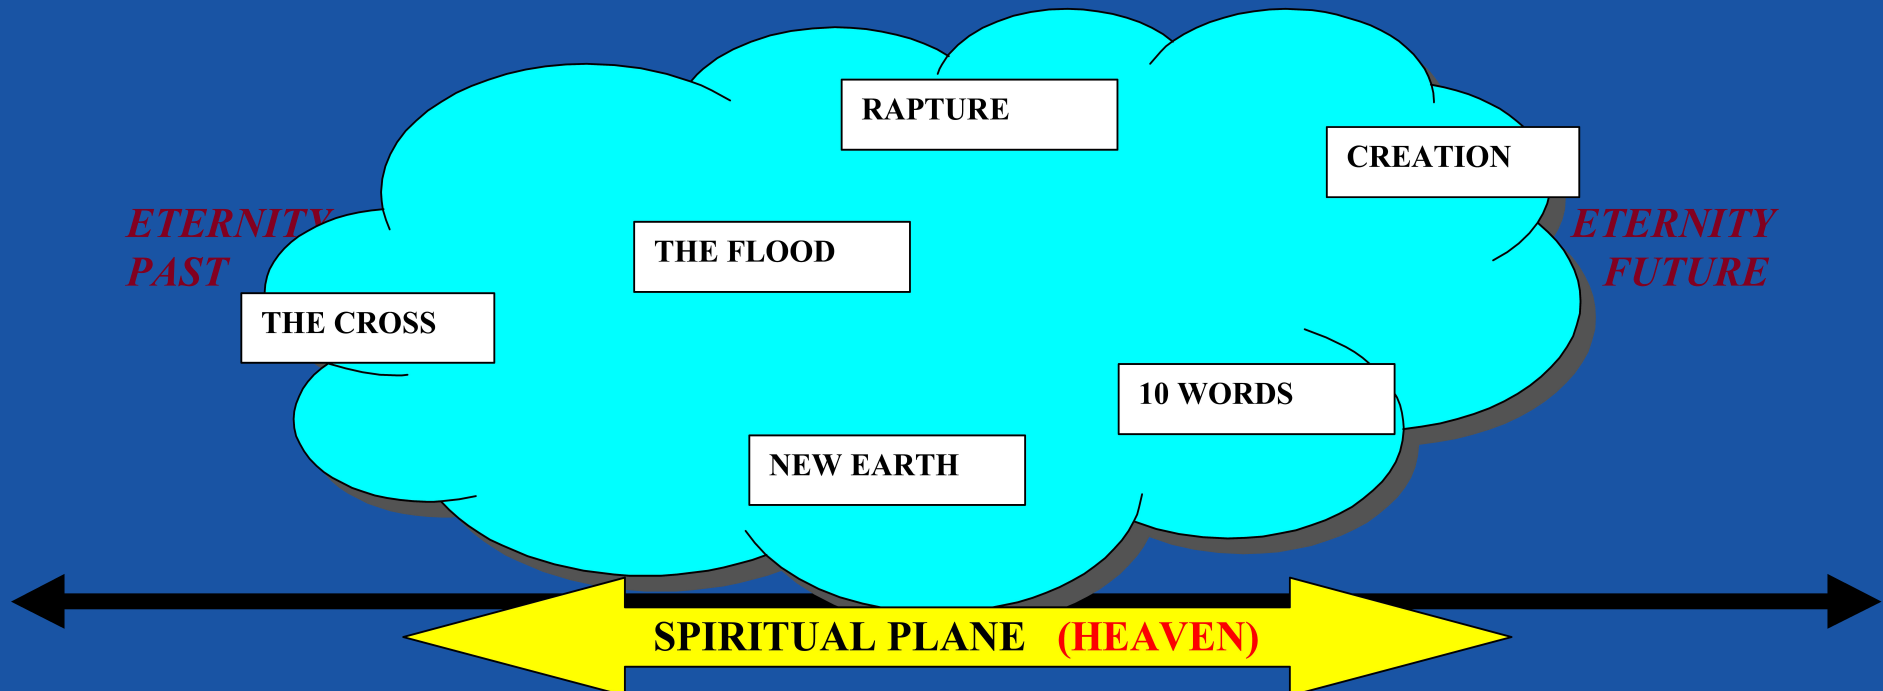 RAPTURE
CREATION
ETERNITY
PAST
ETERNITY
FUTURE
THE FLOOD
THE CROSS
10 WORDS
NEW EARTH
SPIRITUAL PLANE (HEAVEN)